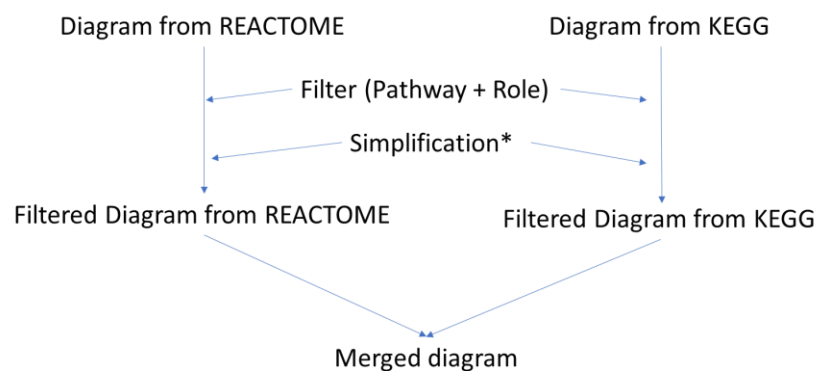 Diagram from REACTOME
Diagram from KEGG
Filter (Pathway + Role)
Simplification*
Filtered Diagram from REACTOME
Filtered Diagram from KEGG
Merged diagram